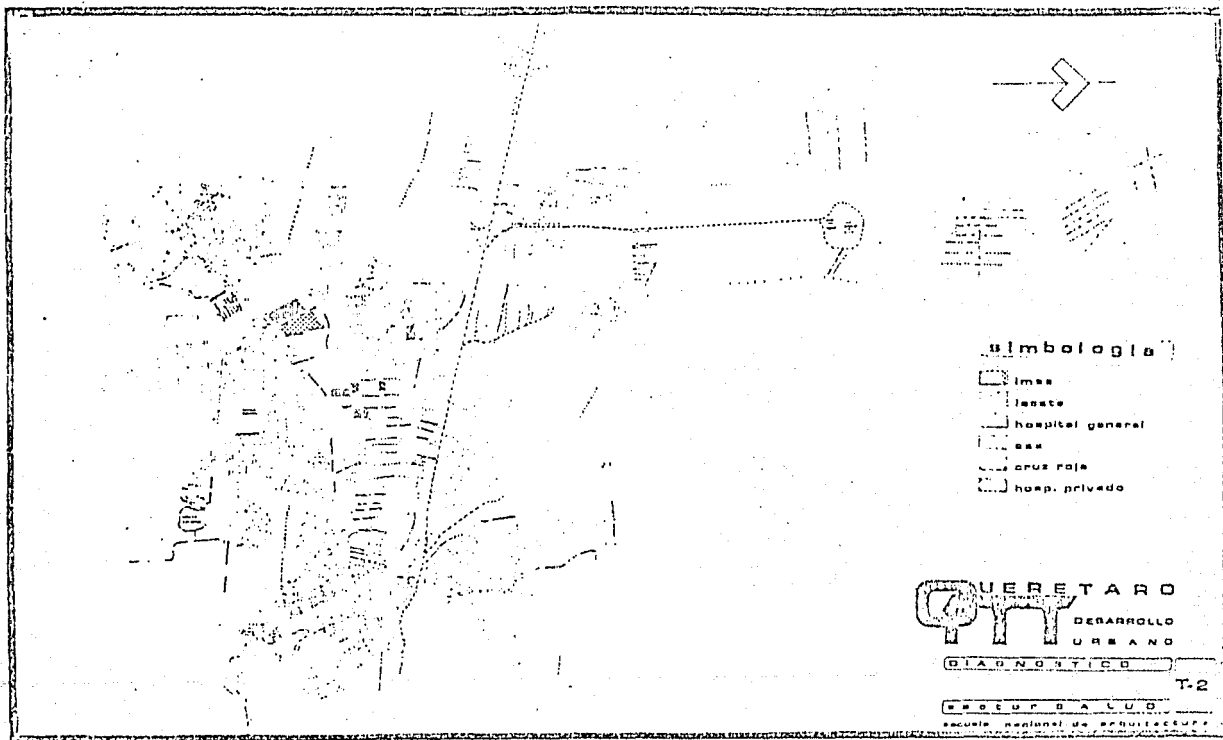 simbologia
imss
issste
hospital general
ssa
cruz roja
hosp. privado
QUERETARO
DESARROLLO
URBANO
DIAGNOSTICO
T-2
sector SALUD
escuela nacional de arquitectura